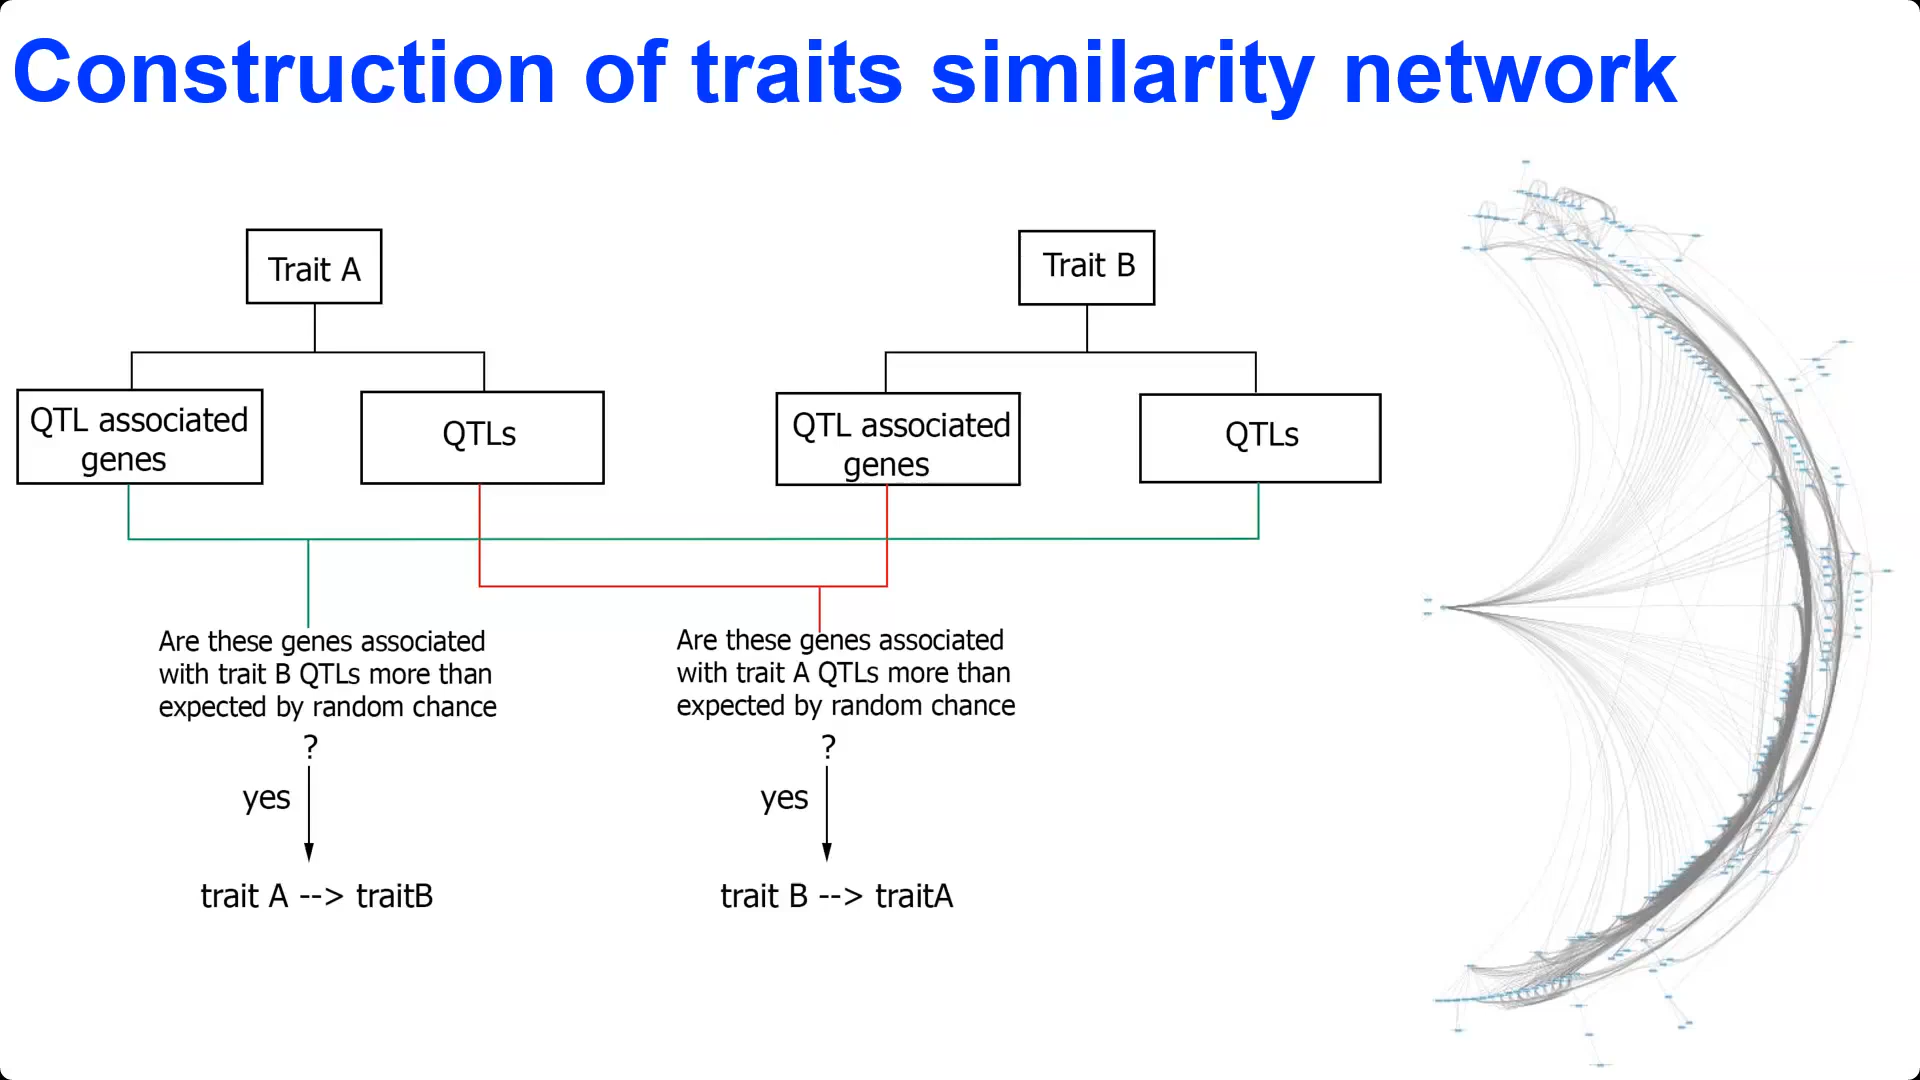 Construction of traits similarity network
Trait A
Trait B
QTL associated
genes
QTLs
QTL associated
genes
QTLs
Are these genes associated
with trait B QTLs more than
expected by random chance
?
yes
trait A --> traitB
Are these genes associated
with trait A QTLs more than
expected by random chance
?
yes
trait B --> traitA